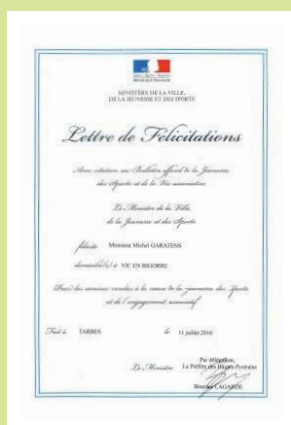 MINISTÈRE DE LA VILLE,
DE LA JEUNESSE ET DES SPORTS
Lettre de Félicitations
Avec citation au Bulletin officiel de la Jeunesse
des Sports et de la Vie associative
Le Ministre de la Ville,
de la Jeunesse et des Sports
félicite Monsieur Michel GARATENS
domicilié(e) à VIC EN BIGORRE
Pour les services rendus à la cause de la jeunesse des Sports
et de l'engagement associatif
Fait à TARBES le 11 juillet 2016
Le Ministre
Par délégation,
La Préfète des Hautes-Pyrénées
LAGARDE